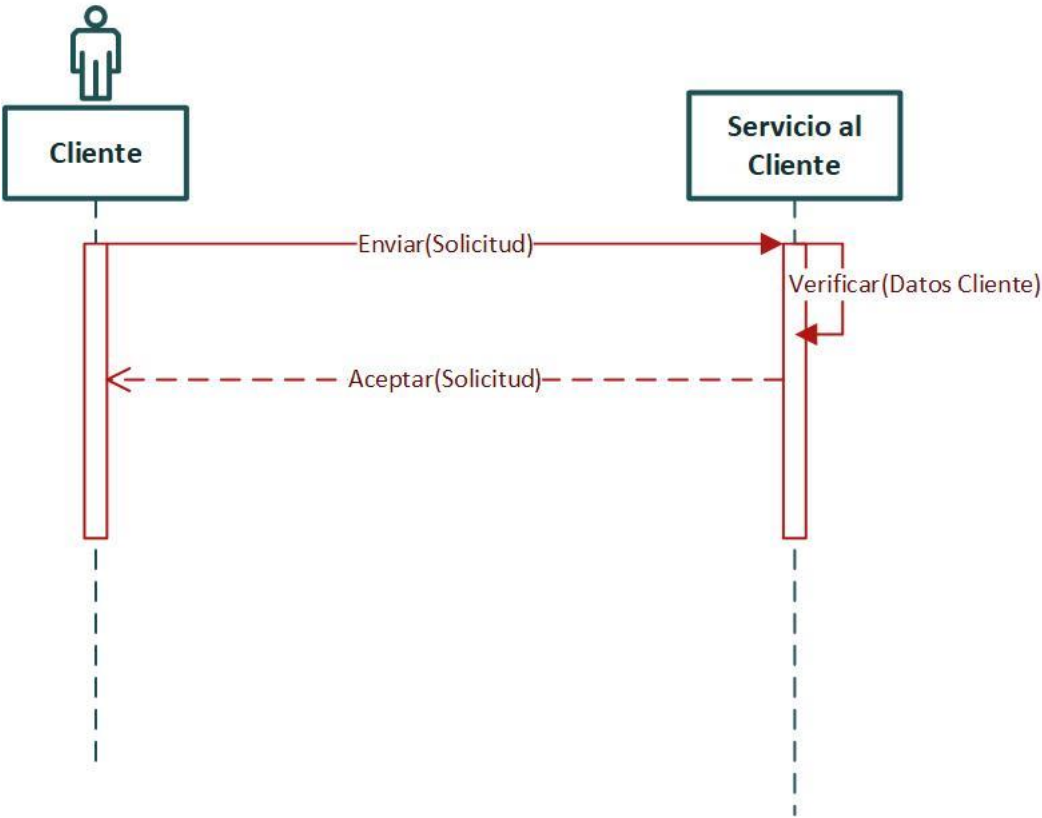 Cliente
Servicio al
Cliente
Enviar(Solicitud)
Verificar(Datos Cliente)
Aceptar(Solicitud)